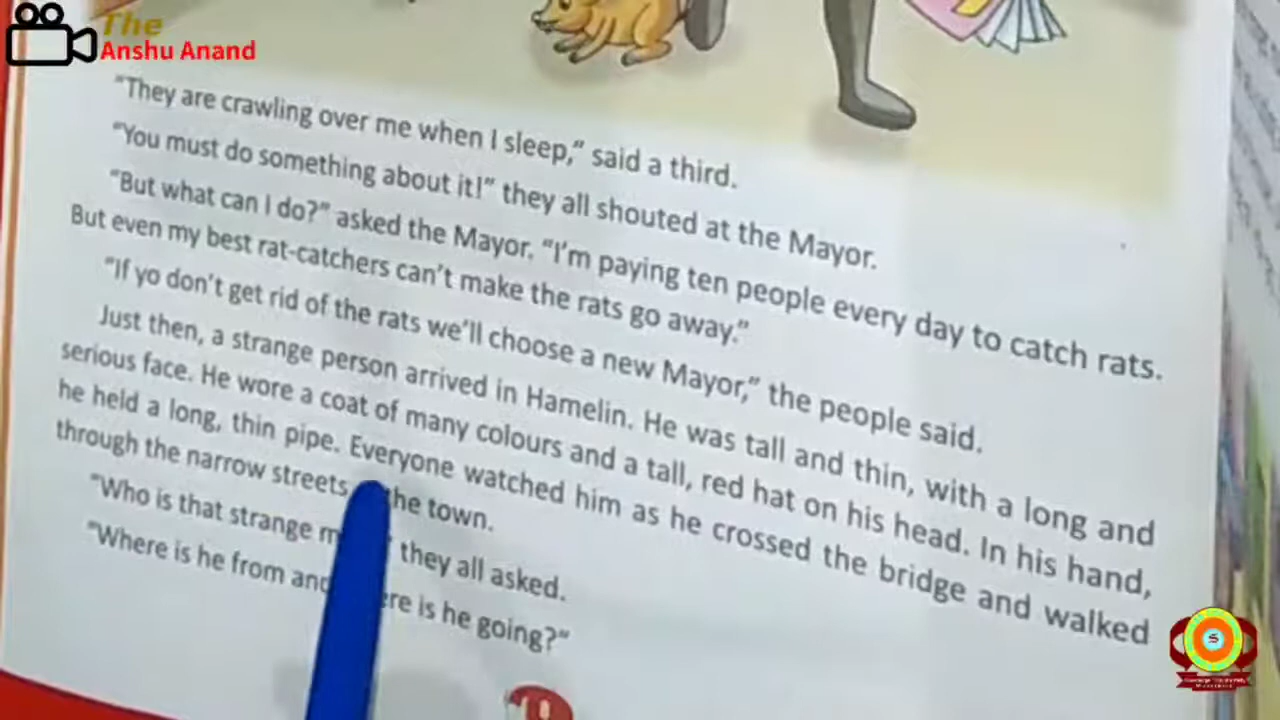 The
Anshu Anand
"They are crawling over me when I sleep," said a third.
"You must do something about it!" they all shouted at the Mayor.
"But what can I do?" asked the Mayor. "I'm paying ten people every day to catch rats.
But even my best rat-catchers can't make the rats go away."
"If yo don't get rid of the rats we'll choose a new Mayor," the people said.
Just then, a strange person arrived in Hamelin. He was tall and thin, with a long and
serious face. He wore a coat of many colours and a tall, red hat on his head. In his hand,
he held a long, thin pipe. Everyone watched him as he crossed the bridge and walked
through the narrow streets the town.
"Who is that strange they all asked.
"Where is he from and is he going?"